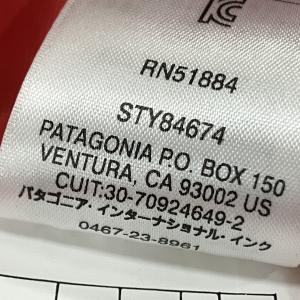 RN51884
STY84674
PATAGONIA P.O. BOX 150
VENTURA, CA 93002 US
CUIT:30-70924649-2
パタゴニア・インターナショナル・インク
0467-23-8961